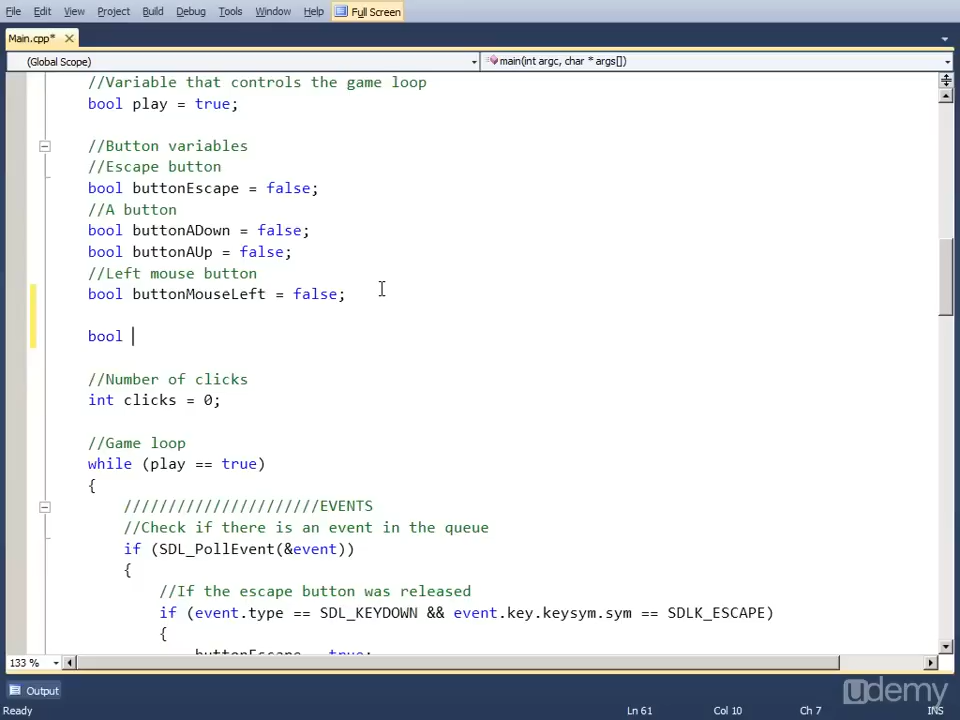 File Edit View Project Build Debug Tools Window Help Full Screen
Main.cpp*
(Global Scope) main(int argc, char * args[])
//Variable that controls the game loop
bool play = true;
//Button variables
//Escape button
bool buttonEscape = false;
//A button
bool buttonADown = false;
bool buttonAUp = false;
//Left mouse button
bool buttonMouseLeft = false;
bool
//Number of clicks
int clicks = 0;
//Game loop
while (play == true)
{
//////////////////////EVENTS
//Check if there is an event in the queue
if (SDL_PollEvent(&event))
{
//If the escape button was released
if (event.type == SDL_KEYDOWN && event.key.keysym.sym == SDLK_ESCAPE)
{
buttonEscape = true;
133 %
Output
udemy
Ready Ln 61 Col 10 Ch 7 INS